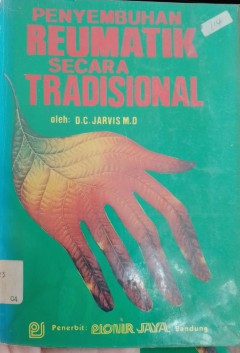 PENYEMBUHAN
REUMATIK
SECARA
TRADISIONAL
oleh: D.C. JARVIS M.D
Penerbit: PIONIR JAYA, Bandung